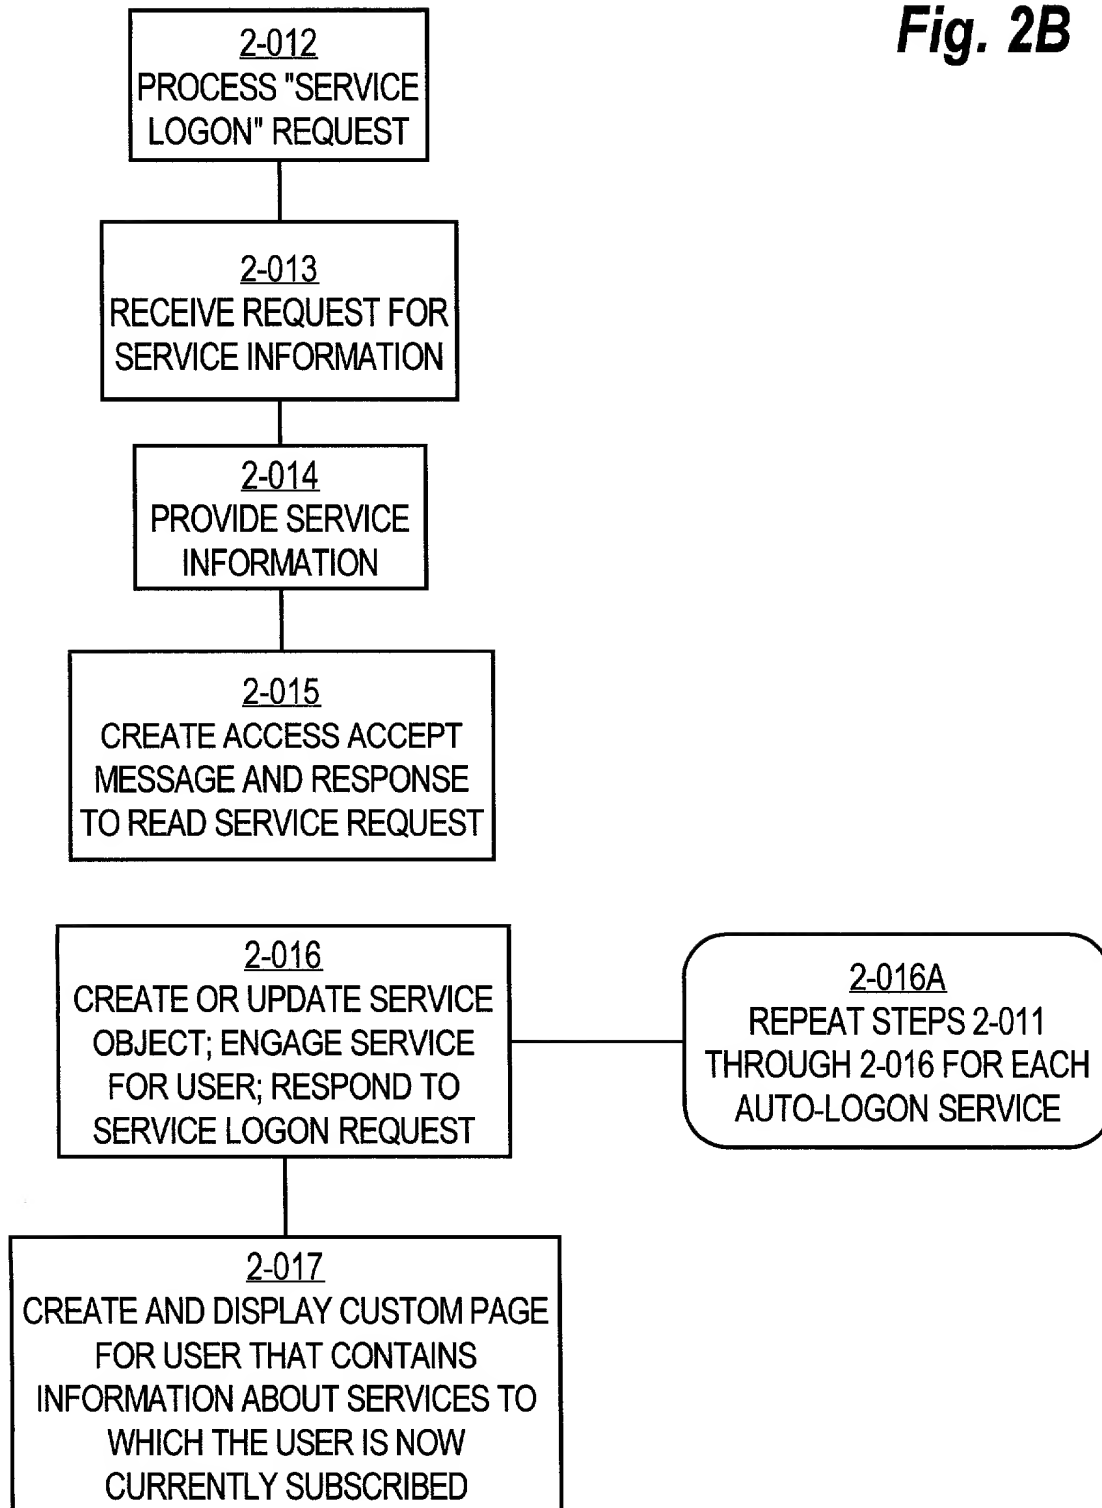 Fig. 2B
2-012
PROCESS "SERVICE
LOGON" REQUEST
2-013
RECEIVE REQUEST FOR
SERVICE INFORMATION
2-014
PROVIDE SERVICE
INFORMATION
2-015
CREATE ACCESS ACCEPT
MESSAGE AND RESPONSE
TO READ SERVICE REQUEST
2-016
CREATE OR UPDATE SERVICE
OBJECT; ENGAGE SERVICE
FOR USER; RESPOND TO
SERVICE LOGON REQUEST
2-016A
REPEAT STEPS 2-011
THROUGH 2-016 FOR EACH
AUTO-LOGON SERVICE
2-017
CREATE AND DISPLAY CUSTOM PAGE
FOR USER THAT CONTAINS
INFORMATION ABOUT SERVICES TO
WHICH THE USER IS NOW
CURRENTLY SUBSCRIBED